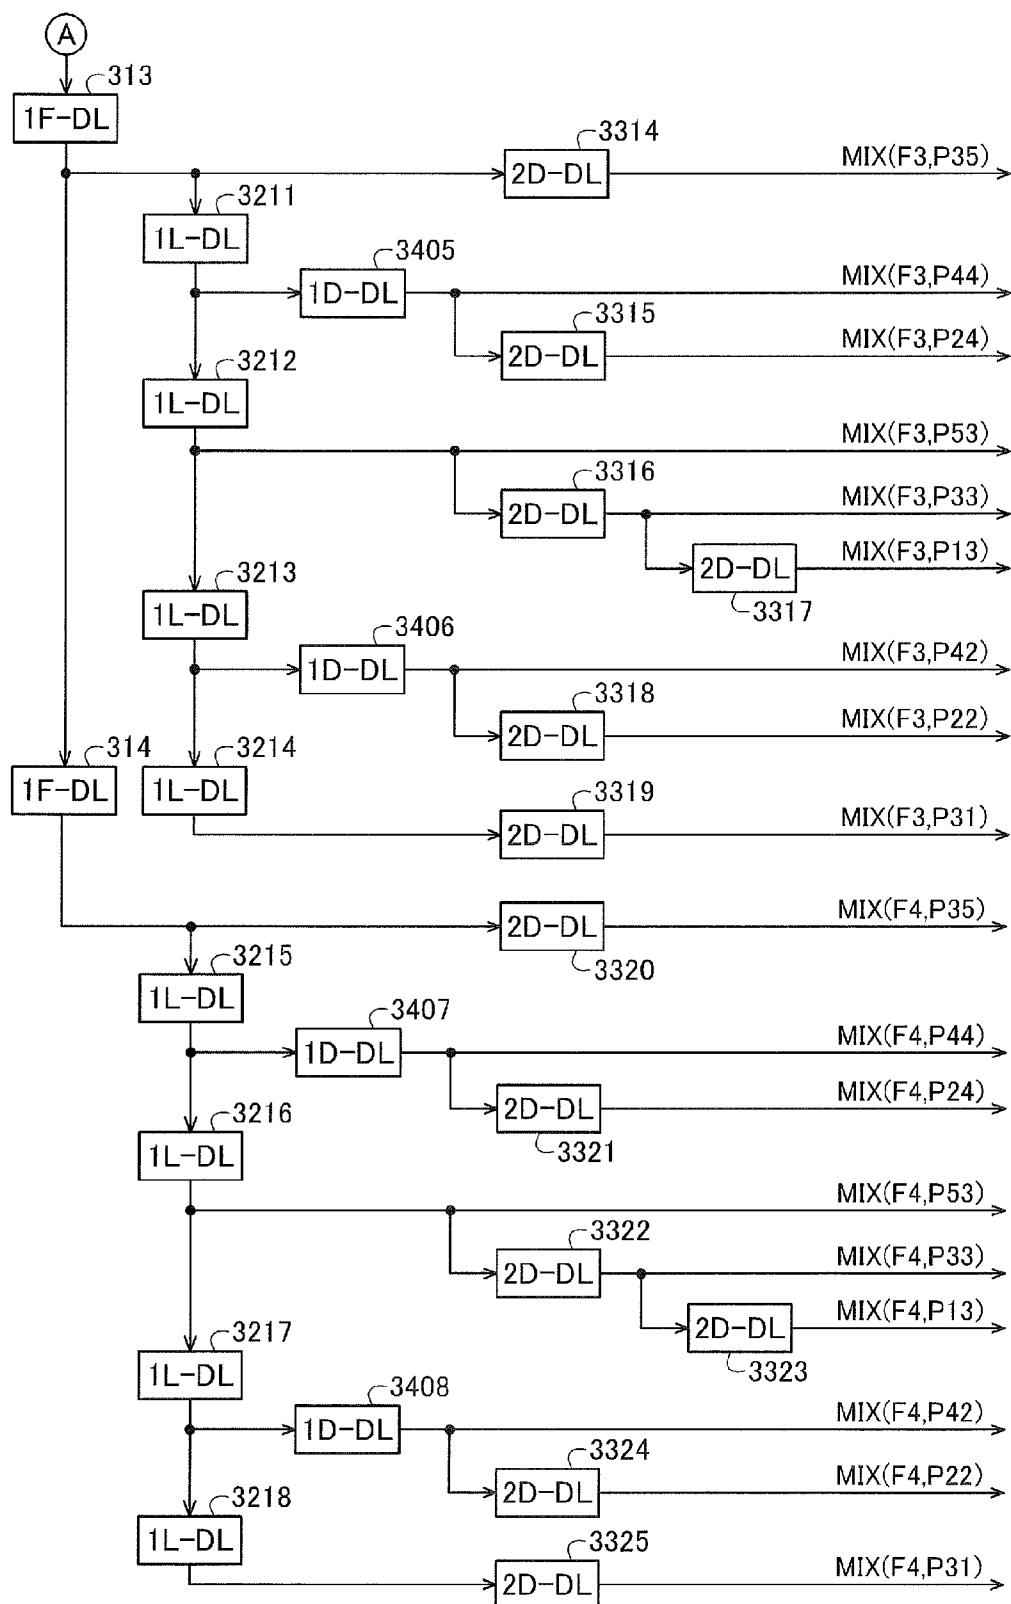 A
313
1F-DL
3314
2D-DL
MIX(F3,P35)
3211
1L-DL
3405
1D-DL
MIX(F3,P44)
3315
2D-DL
MIX(F3,P24)
3212
1L-DL
MIX(F3,P53)
3316
2D-DL
MIX(F3,P33)
2D-DL
3317
MIX(F3,P13)
3213
1L-DL
3406
1D-DL
MIX(F3,P42)
3318
2D-DL
MIX(F3,P22)
314
1F-DL
3214
1L-DL
3319
2D-DL
MIX(F3,P31)
2D-DL
3320
MIX(F4,P35)
3215
1L-DL
3407
1D-DL
MIX(F4,P44)
2D-DL
3321
MIX(F4,P24)
3216
1L-DL
MIX(F4,P53)
3322
2D-DL
MIX(F4,P33)
2D-DL
3323
MIX(F4,P13)
3217
1L-DL
3408
1D-DL
MIX(F4,P42)
3324
2D-DL
MIX(F4,P22)
3218
1L-DL
3325
2D-DL
MIX(F4,P31)